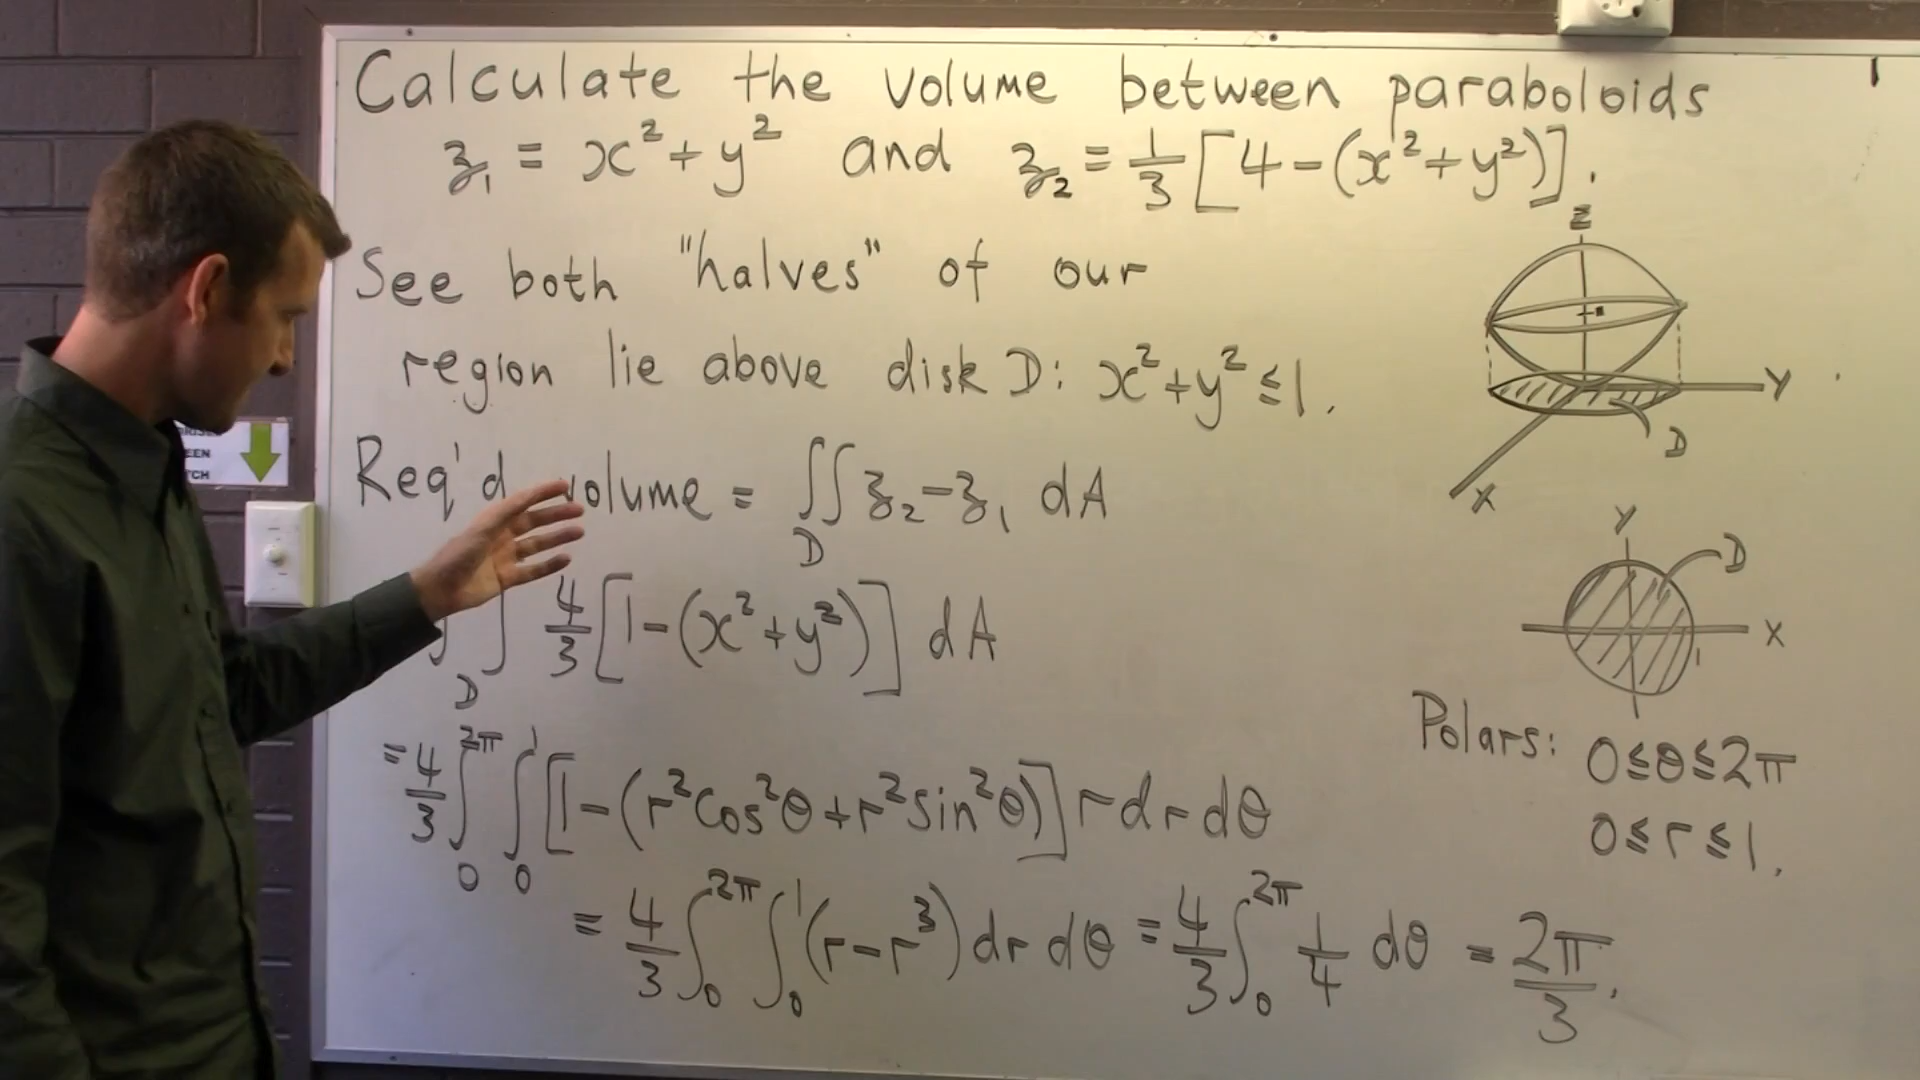 Calculate the volume between paraboloids
z₁ = x² + y² and z₂ = 1/3 [4 - (x² + y²)].
See both "halves" of our
region lie above disk D: x² + y² ≤ 1.
Req'd volume = ∬_D z₂ - z₁ dA
∫∫_D 4/3 [1 - (x² + y²)] dA
= 4/3 ∫₀^2π ∫₀^1 [1 - (r²cos²θ + r²sin²θ)] r dr dθ
= 4/3 ∫₀^2π ∫₀^1 (r - r³) dr dθ = 4/3 ∫₀^2π 1/4 dθ = 2π/3.
Z
Y
D
X
Y
D
X
1
Polars: 0 ≤ θ ≤ 2π
0 ≤ r ≤ 1.
EEN
TCH